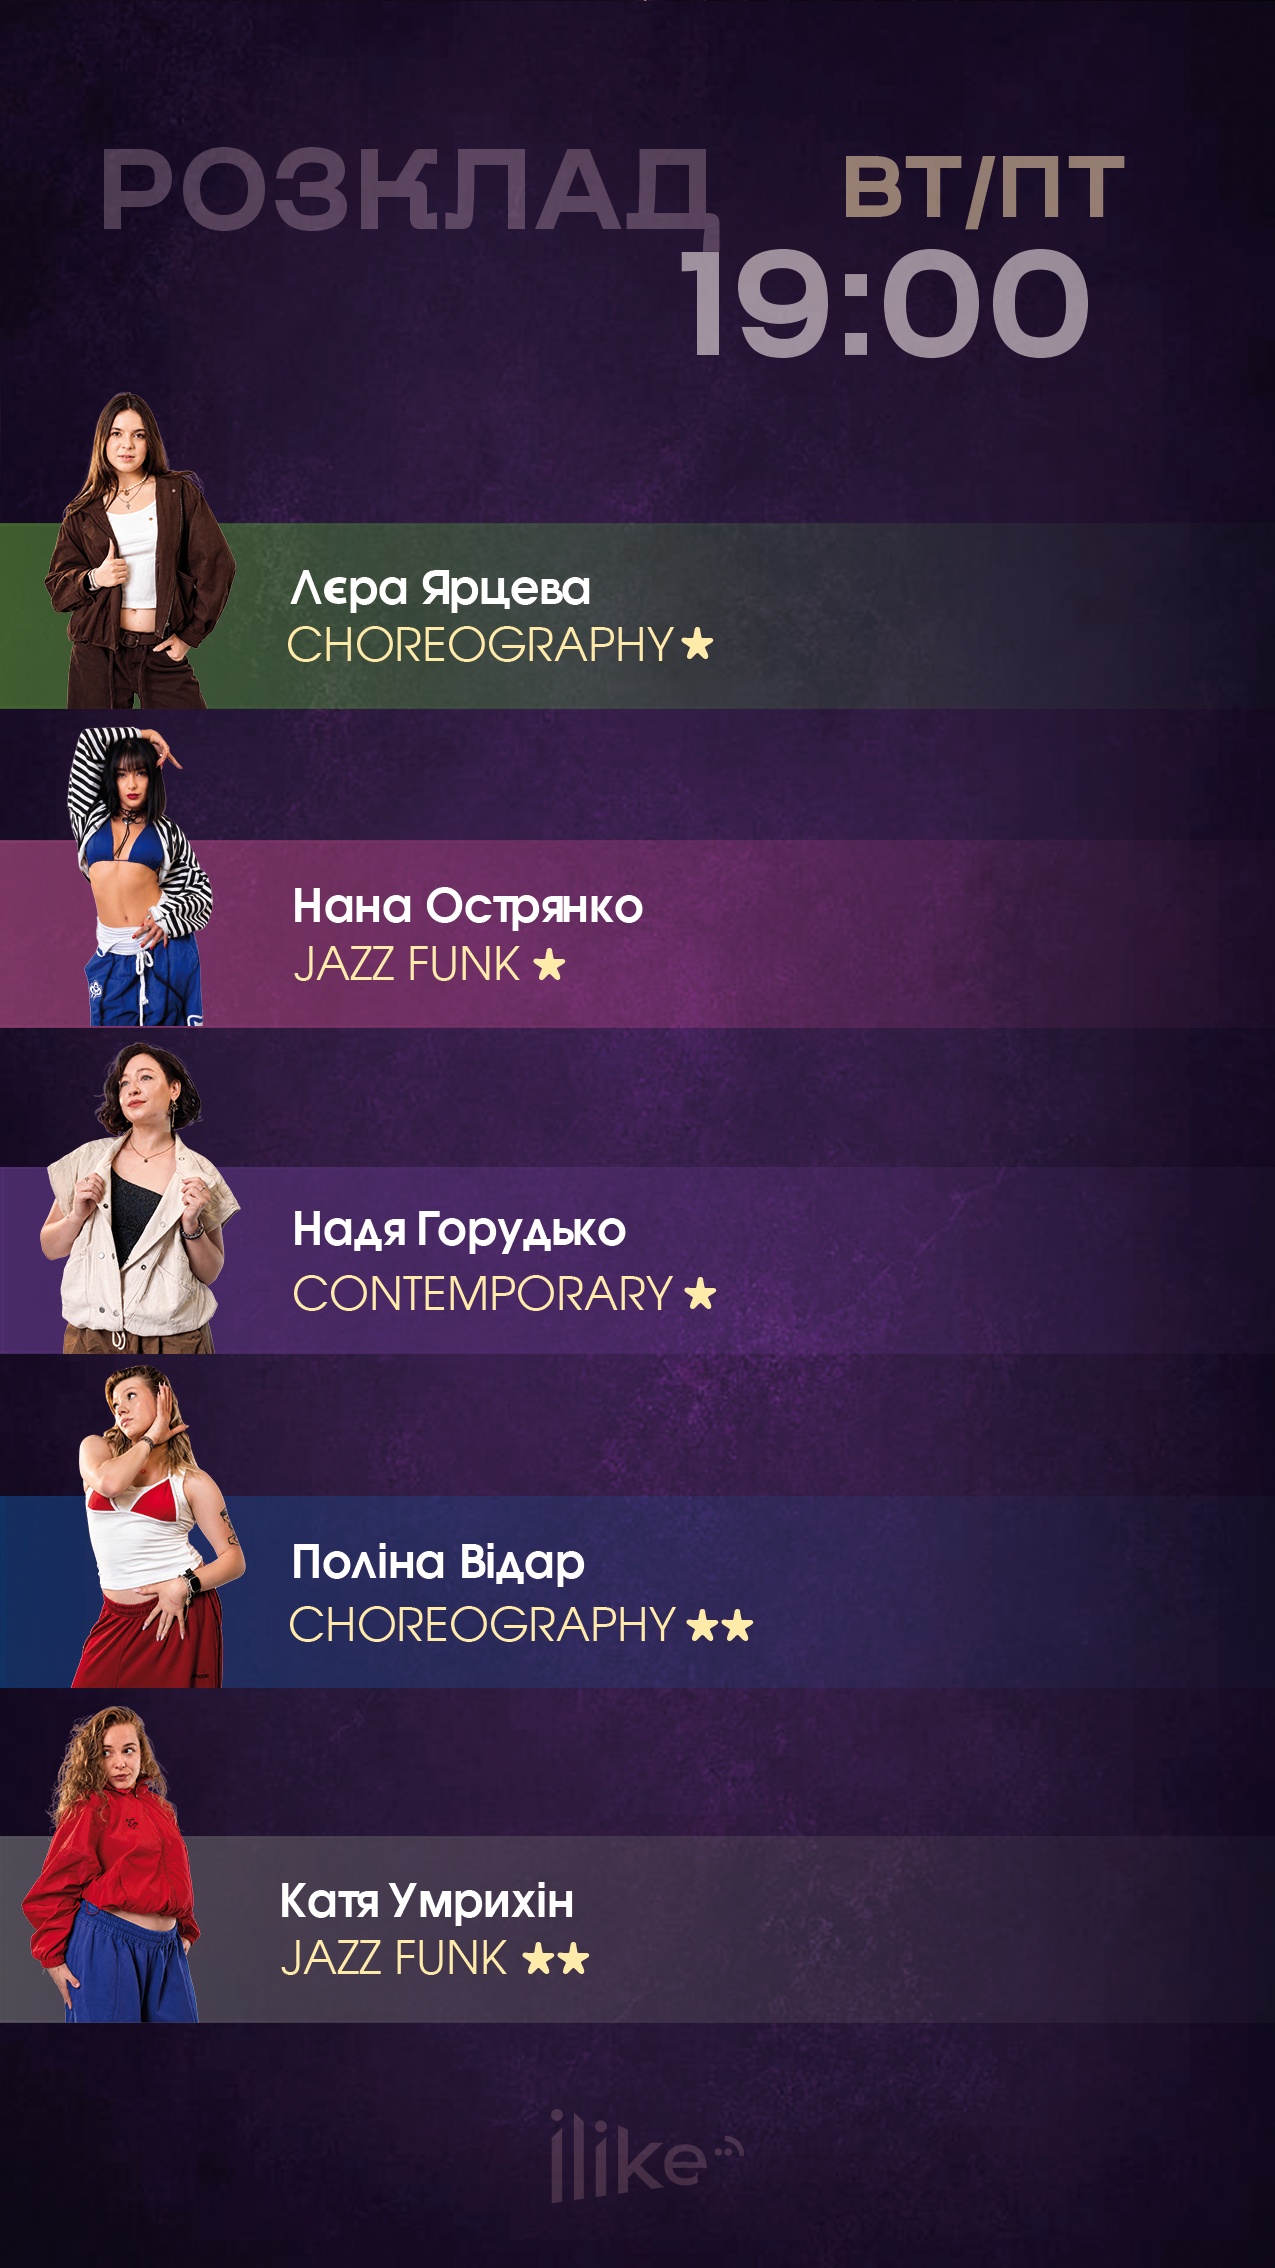 РОЗКЛАД ВТ/ПТ
19:00
Лєра Ярцева
CHOREOGRAPHY ★
Нана Острянко
JAZZ FUNK ★
Надя Горудько
CONTEMPORARY ★
Поліна Відар
CHOREOGRAPHY ★★
Катя Умрихін
JAZZ FUNK ★★
ilike